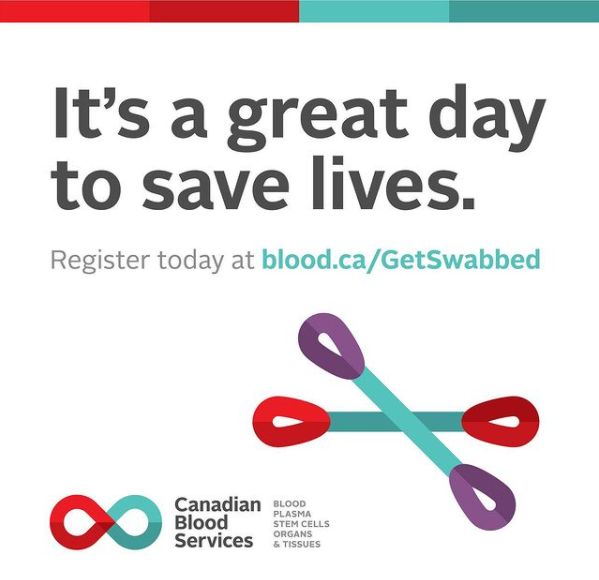 It’s a great day
to save lives.
Register today at blood.ca/GetSwabbed
Canadian
Blood
Services
BLOOD
PLASMA
STEM CELLS
ORGANS
& TISSUES